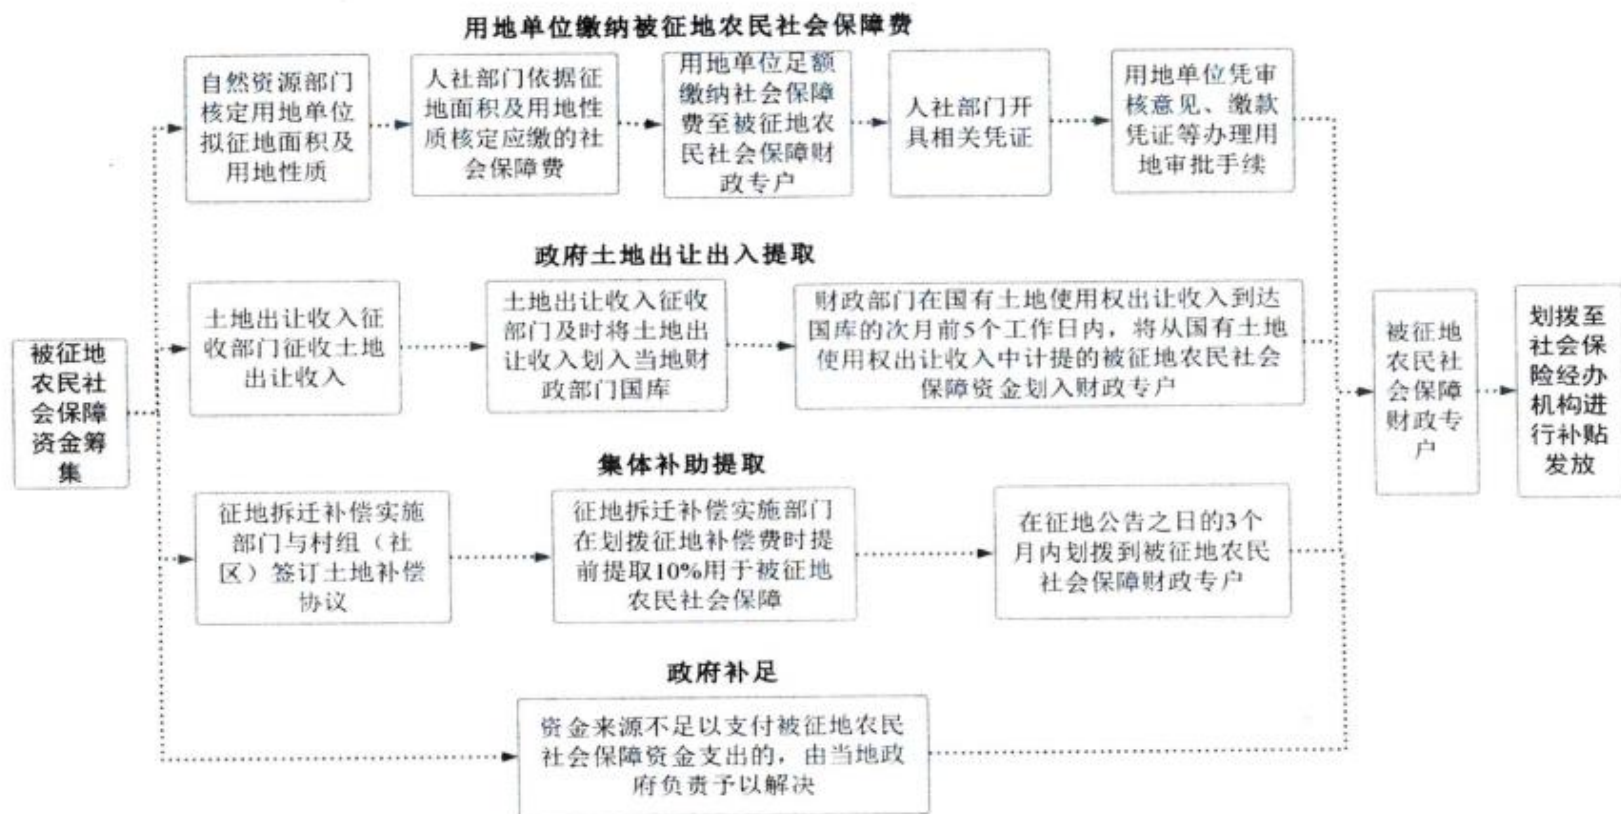 用地单位缴纳被征地农民社会保障费
自然资源部门
核定用地单位
拟征地面积及
用地性质
人社部门依据征
地面积及用地性
质核定应缴的社
会保障费
用地单位足额
缴纳社会保障
费至被征地农
民社会保障财
政专户
人社部门开
具相关凭证
用地单位凭审
核意见、缴款
凭证等办理用
地审批手续
政府土地出让出入提取
土地出让收入征
收部门征收土地
出让收入
土地出让收入征收
部门及时将土地出
让收入划入当地财
政部门国库
财政部门在国有土地使用权出让收入到达
国库的次月前5个工作日内，将从国有土地
使用权出让收入中计提的被征地农民社会
保障资金划入财政专户
被征地
农民社
会保障
资金筹
集
被征地
农民社
会保障
财政专
户
划拨至
社会保
险经办
机构进
行补贴
发放
集体补助提取
征地拆迁补偿实施
部门与村组（社
区）签订土地补偿
协议
征地拆迁补偿实施部门
在划拨征地补偿费时提
前提取10%用于被征地
农民社会保障
在征地公告之日的3个
月内划拨到被征地农民
社会保障财政专户
政府补足
资金来源不足以支付被征地农民
社会保障资金支出的，由当地政
府负责予以解决